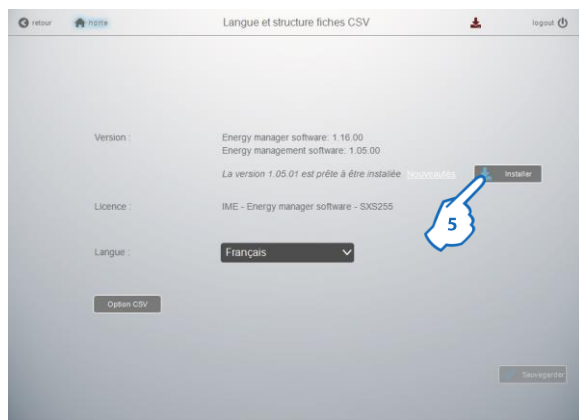 retour home Langue et structure fiches CSV logout
Version : Energy manager software: 1.16.00
Energy management software: 1.05.00
La version 1.05.01 est prête à être installée Nouveautés Installer
5
Licence : IME - Energy manager software - SXS255
Langue : Français
Option CSV
Sauvegarder